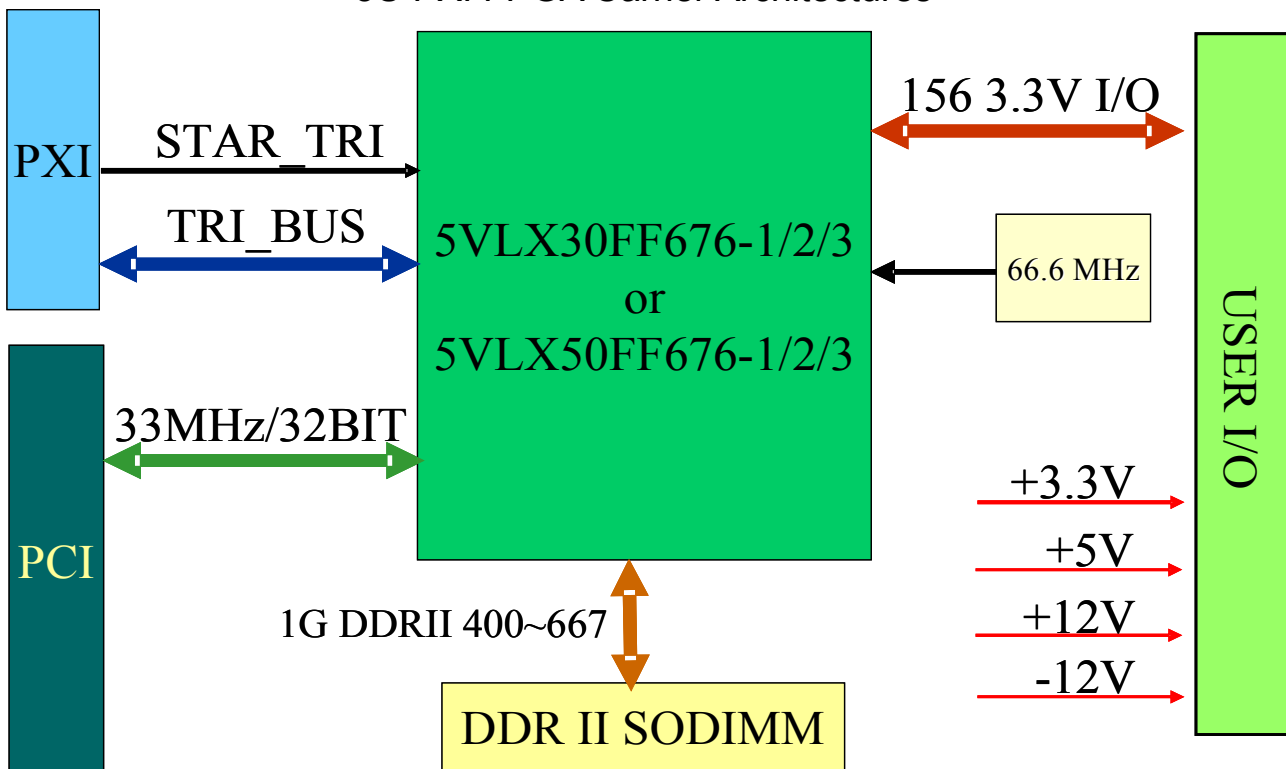 PXI
STAR_TRI
TRI_BUS
5VLX30FF676-1/2/3
or
5VLX50FF676-1/2/3
156 3.3V I/O
66.6 MHz
USER I/O
PCI
33MHz/32BIT
+3.3V
+5V
+12V
-12V
1G DDRII 400~667
DDR II SODIMM